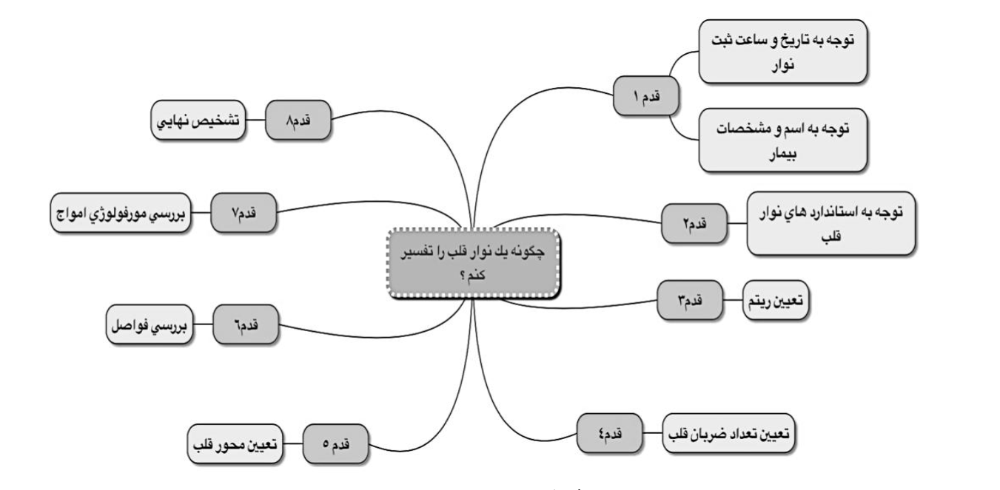 چگونه يك نوار قلب را تفسير
كنم ؟
قدم ۱
توجه به تاريخ و ساعت ثبت
نوار
توجه به اسم و مشخصات
بيمار
قدم۲
توجه به استاندارد هاي نوار
قلب
قدم۳
تعيين ريتم
قدم٤
تعيين تعداد ضربان قلب
قدم ٥
تعيين محور قلب
قدم٦
بررسي فواصل
قدم۷
بررسي مورفولوژي امواج
قدم۸
تشخيص نهايي